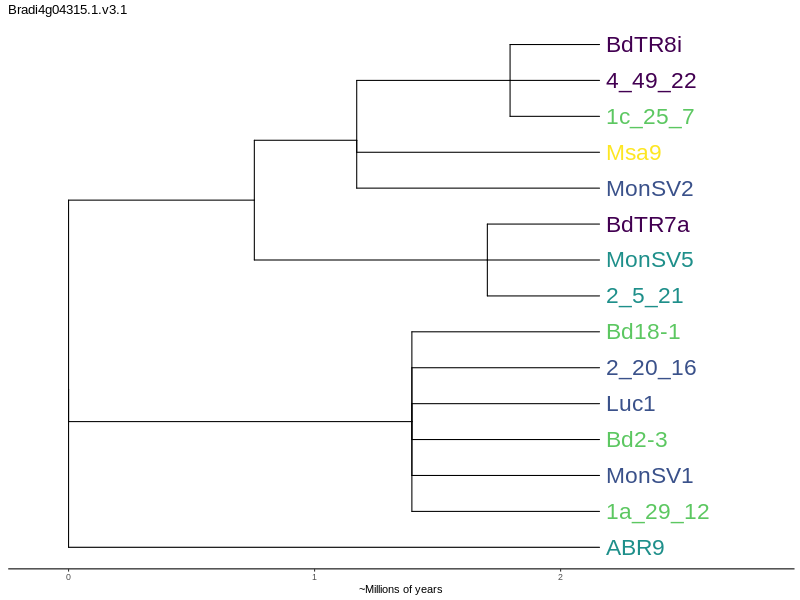 Bradi4g04315.1.v3.1
BdTR8i
4_49_22
1c_25_7
Msa9
MonSV2
BdTR7a
MonSV5
2_5_21
Bd18-1
2_20_16
Luc1
Bd2-3
MonSV1
1a_29_12
ABR9
0 1 2
~Millions of years